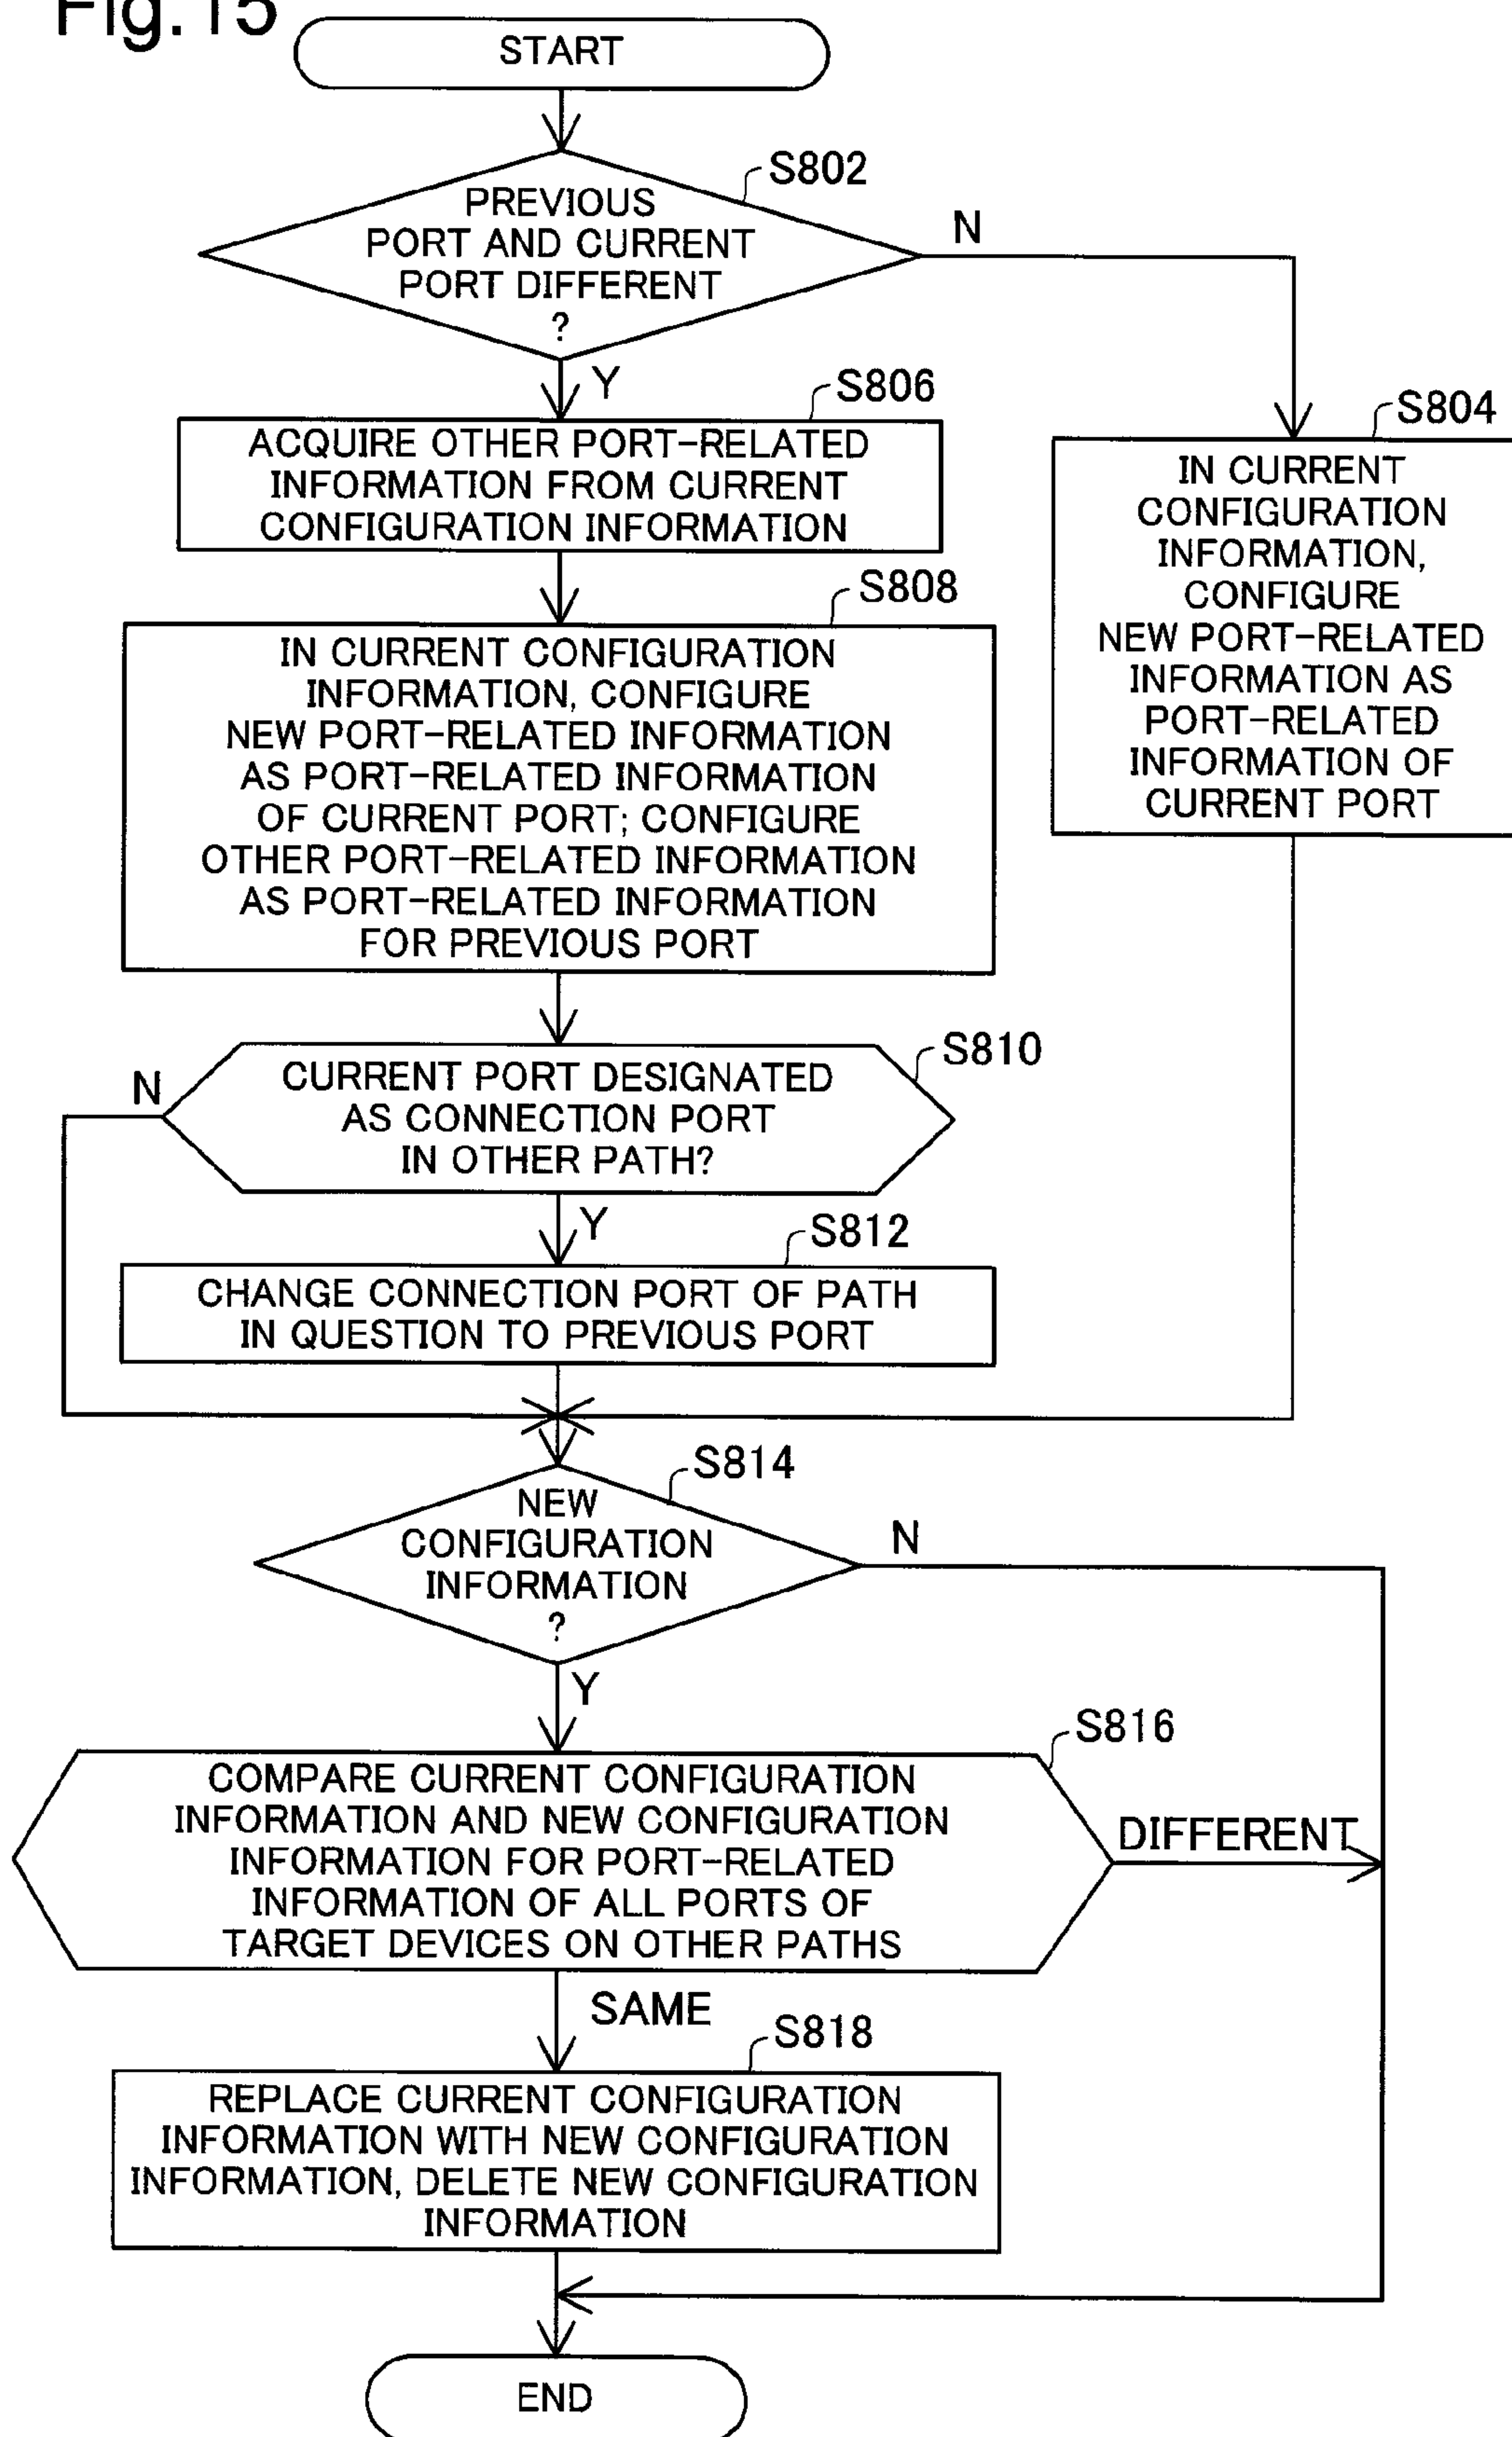 Fig.15
START
S802
PREVIOUS
PORT AND CURRENT
PORT DIFFERENT
?
N
Y
S806
ACQUIRE OTHER PORT-RELATED
INFORMATION FROM CURRENT
CONFIGURATION INFORMATION
S804
IN CURRENT
CONFIGURATION
INFORMATION,
CONFIGURE
NEW PORT-RELATED
INFORMATION AS
PORT-RELATED
INFORMATION OF
CURRENT PORT
S808
IN CURRENT CONFIGURATION
INFORMATION, CONFIGURE
NEW PORT-RELATED INFORMATION
AS PORT-RELATED INFORMATION
OF CURRENT PORT; CONFIGURE
OTHER PORT-RELATED INFORMATION
AS PORT-RELATED INFORMATION
FOR PREVIOUS PORT
S810
N
CURRENT PORT DESIGNATED
AS CONNECTION PORT
IN OTHER PATH?
Y
S812
CHANGE CONNECTION PORT OF PATH
IN QUESTION TO PREVIOUS PORT
S814
NEW
CONFIGURATION
INFORMATION
?
N
Y
S816
COMPARE CURRENT CONFIGURATION
INFORMATION AND NEW CONFIGURATION
INFORMATION FOR PORT-RELATED
INFORMATION OF ALL PORTS OF
TARGET DEVICES ON OTHER PATHS
DIFFERENT
SAME
S818
REPLACE CURRENT CONFIGURATION
INFORMATION WITH NEW CONFIGURATION
INFORMATION, DELETE NEW CONFIGURATION
INFORMATION
END